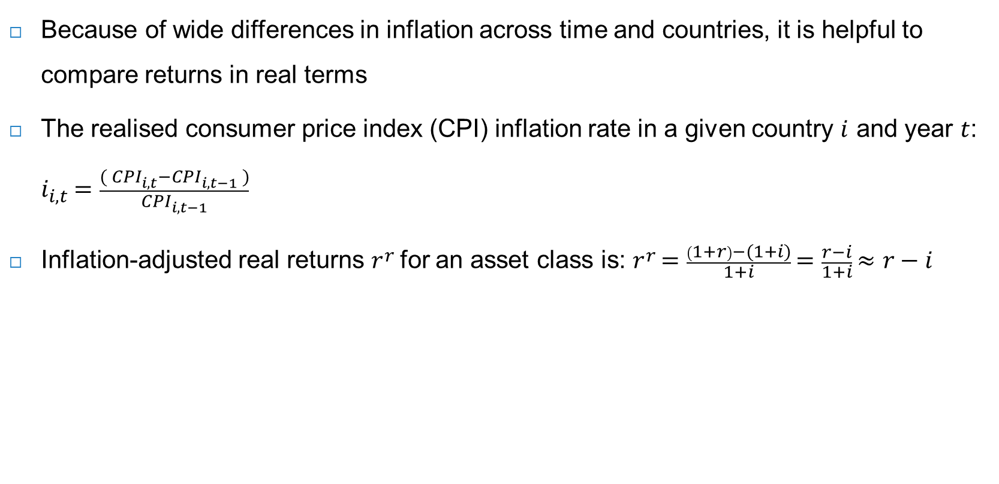 □ Because of wide differences in inflation across time and countries, it is helpful to
compare returns in real terms
□ The realised consumer price index (CPI) inflation rate in a given country i and year t:
i_{i,t} = \frac{(CPI_{i,t}−CPI_{i,t−1})}{CPI_{i,t−1}}
□ Inflation-adjusted real returns r^r for an asset class is: r^r = \frac{(1+r)−(1+i)}{1+i} = \frac{r−i}{1+i} ≈ r − i